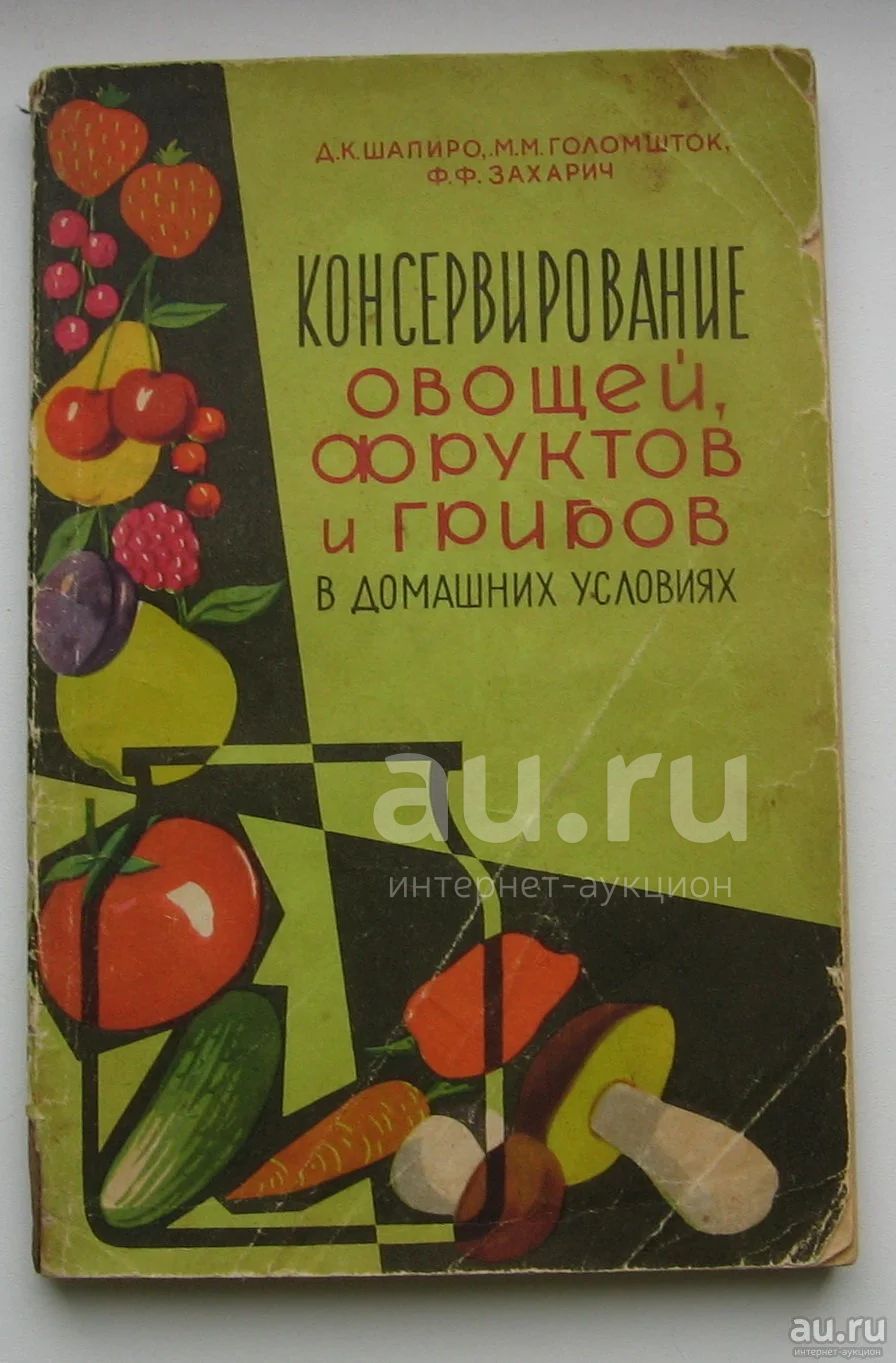 Д.К.ШАПИРО, М.М.ГОЛОМШТОК,
Ф.Ф.ЗАХАРИЧ
КОНСЕРВИРОВАНИЕ
ОВОЩЕЙ,
ФРУКТОВ
И ГРИБОВ
В ДОМАШНИХ УСЛОВИЯХ
au.ru
интернет-аукцион
au.ru
интернет-аукцион